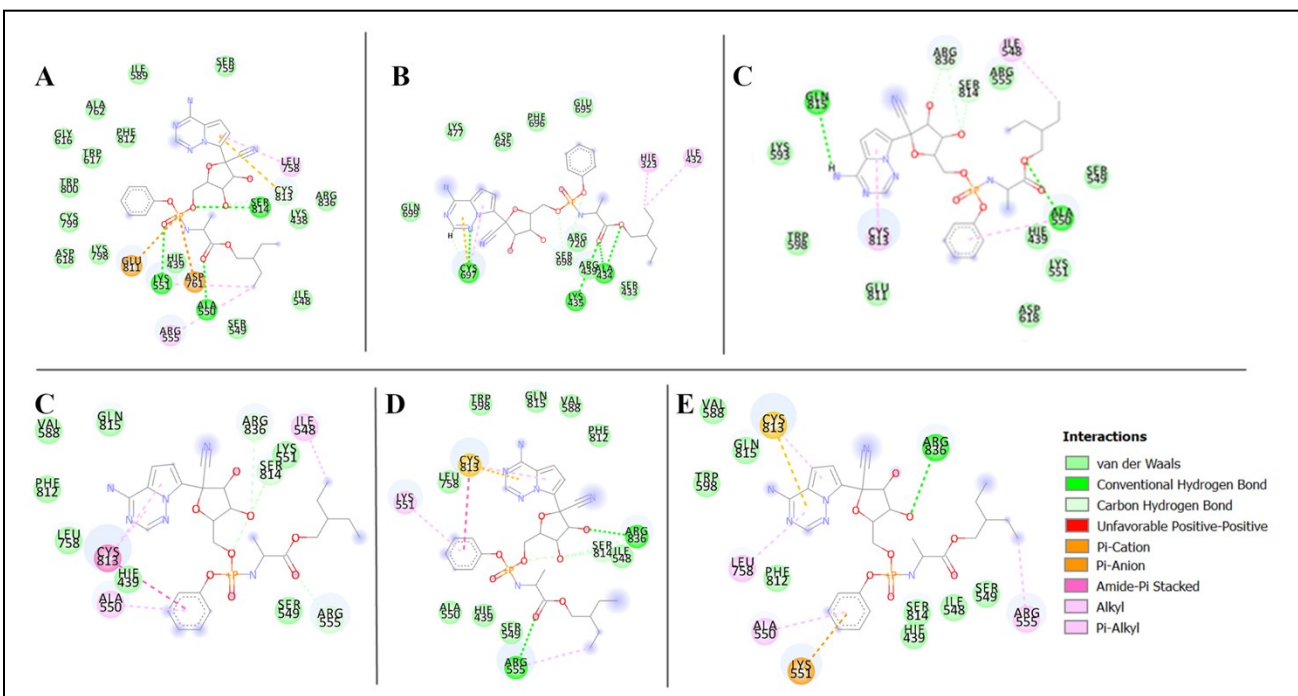 A
ILE 589
SER 759
ALA 762
GLY 616
PHE 812
TRP 617
LEU 758
TRP 800
CYS 813
ARG 836
SER 814
LYS 438
CYS 799
ASP 618
LYS 798
GLU 811
HIE 439
LYS 551
ASP 761
ALA 550
ILE 548
ARG 555
SER 549
B
GLU 695
PHE 696
LYS 477
ASP 645
HIE 323
ILE 432
GLN 699
H
ARG 720
SER 698
CYS 697
ARG 439
ALA 434
LYS 435
SER 433
C
ARG 836
ILE 548
ARG 555
GLN 815
SER 814
LYS 593
H
SER 549
ALA 550
CYS 813
HIE 439
TRP 598
LYS 551
GLU 811
ASP 618
C
VAL 588
GLN 815
ARG 836
ILE 548
LYS 551
SER 814
PHE 812
LEU 758
CYS 813
HIE 439
ALA 550
SER 549
ARG 555
D
TRP 598
GLN 815
VAL 588
PHE 812
CYS 813
LEU 758
LYS 551
ARG 836
SER 814
ILE 548
ALA 550
HIE 439
SER 549
ARG 555
E
VAL 588
CYS 813
GLN 815
ARG 836
TRP 598
LEU 758
PHE 812
SER 549
ILE 548
SER 814
ARG 555
ALA 550
HIE 439
LYS 551
Interactions
van der Waals
Conventional Hydrogen Bond
Carbon Hydrogen Bond
Unfavorable Positive-Positive
Pi-Cation
Pi-Anion
Amide-Pi Stacked
Alkyl
Pi-Alkyl